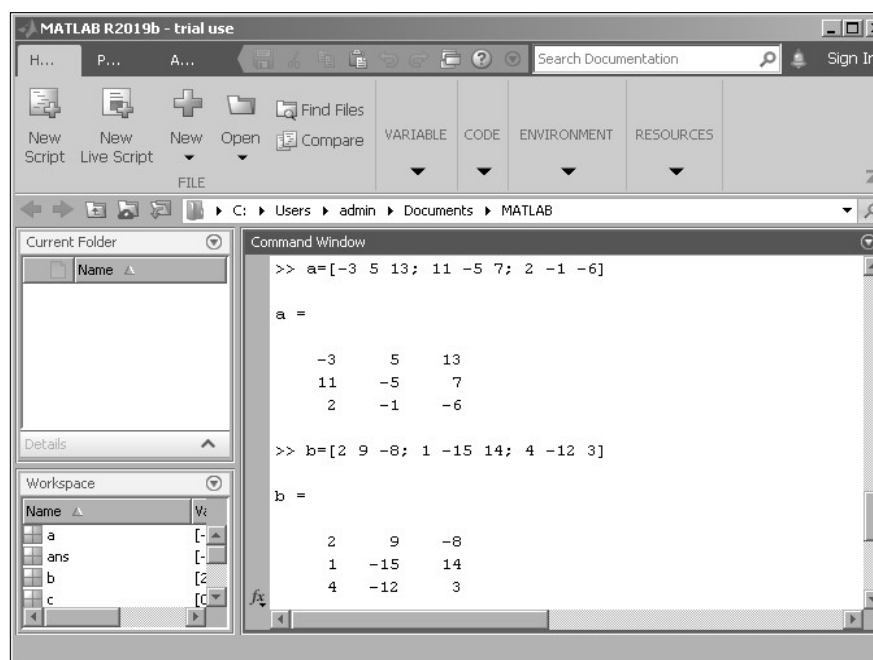 MATLAB R2019b - trial use
H... P... A... Search Documentation Sign In
New Script
New Live Script
New
Open
Find Files
Compare
FILE
VARIABLE
CODE
ENVIRONMENT
RESOURCES
C: Users admin Documents MATLAB
Current Folder
Name
Details
Workspace
Name
a [-
ans [-
b [2
c
Command Window
>> a=[-3 5 13; 11 -5 7; 2 -1 -6]
a =
-3 5 13
11 -5 7
2 -1 -6
>> b=[2 9 -8; 1 -15 14; 4 -12 3]
b =
2 9 -8
1 -15 14
4 -12 3
fx